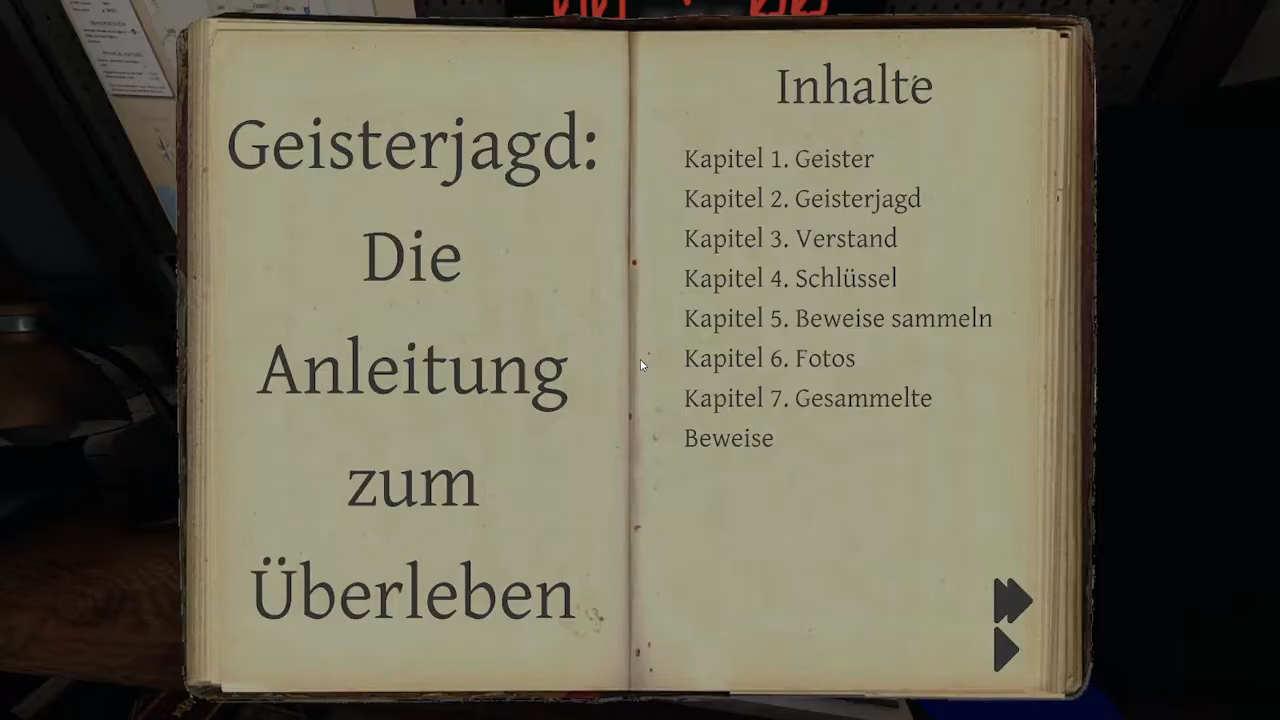 Geisterjagd:
Die
Anleitung
zum
Überleben
Inhalte
Kapitel 1. Geister
Kapitel 2. Geisterjagd
Kapitel 3. Verstand
Kapitel 4. Schlüssel
Kapitel 5. Beweise sammeln
Kapitel 6. Fotos
Kapitel 7. Gesammelte
Beweise